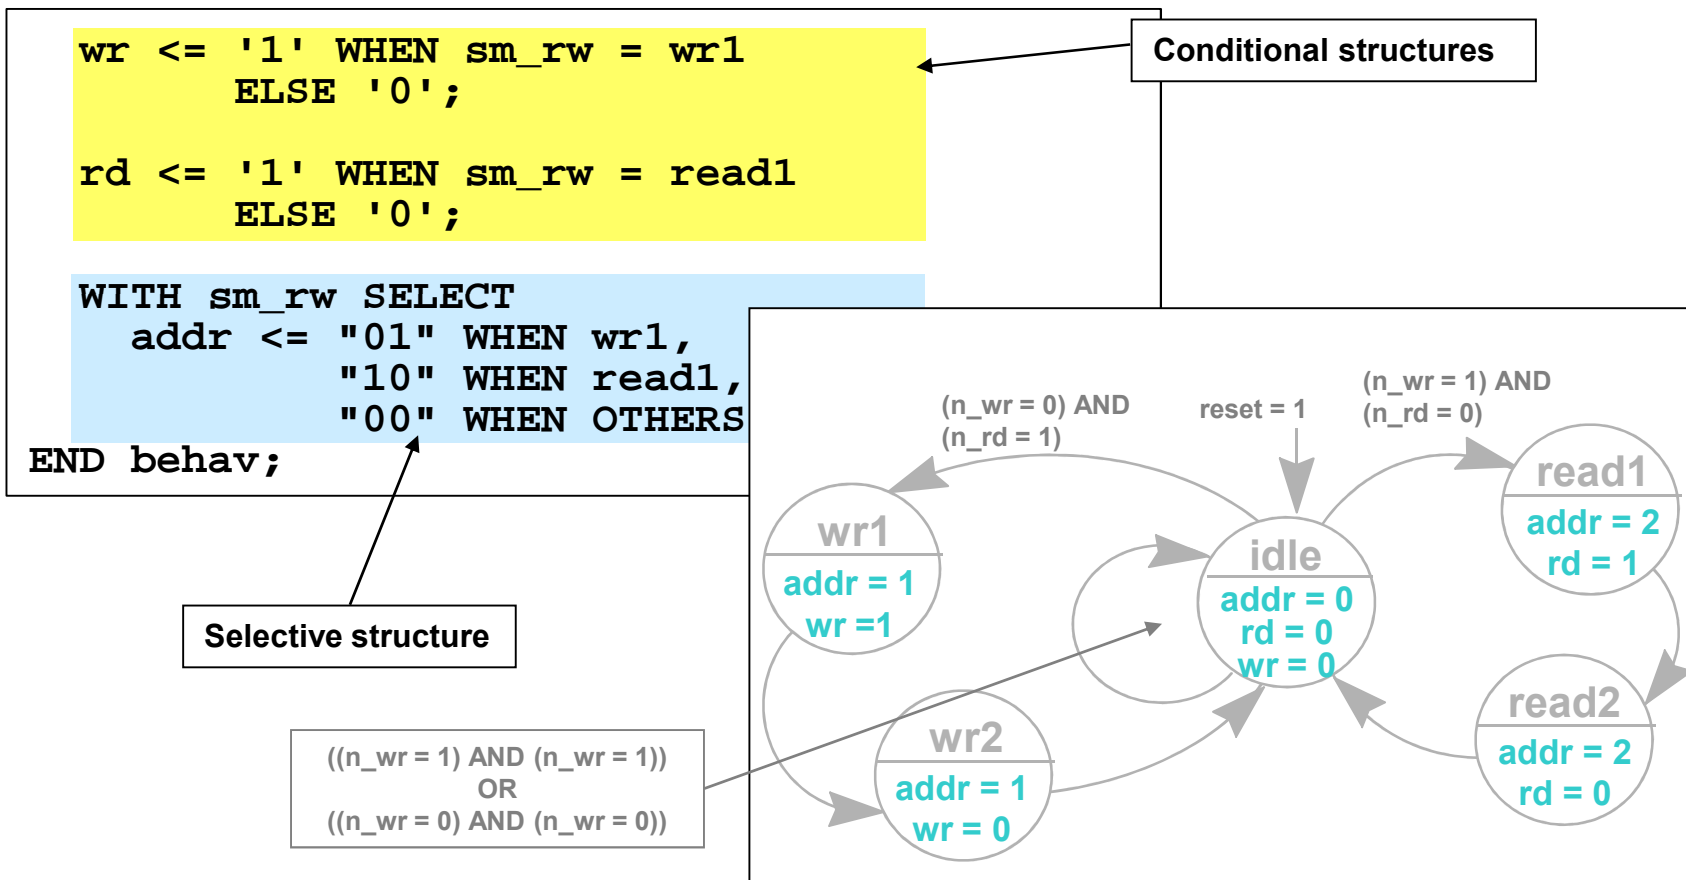 wr <= '1' WHEN sm_rw = wr1
ELSE '0';
rd <= '1' WHEN sm_rw = read1
ELSE '0';
WITH sm_rw SELECT
addr <= "01" WHEN wr1,
"10" WHEN read1,
"00" WHEN OTHERS
END behav;
Conditional structures
Selective structure
(n_wr = 0) AND
(n_rd = 1)
reset = 1
(n_wr = 1) AND
(n_rd = 0)
wr1
addr = 1
wr =1
idle
addr = 0
rd = 0
wr = 0
read1
addr = 2
rd = 1
wr2
addr = 1
wr = 0
read2
addr = 2
rd = 0
((n_wr = 1) AND (n_wr = 1))
OR
((n_wr = 0) AND (n_wr = 0))